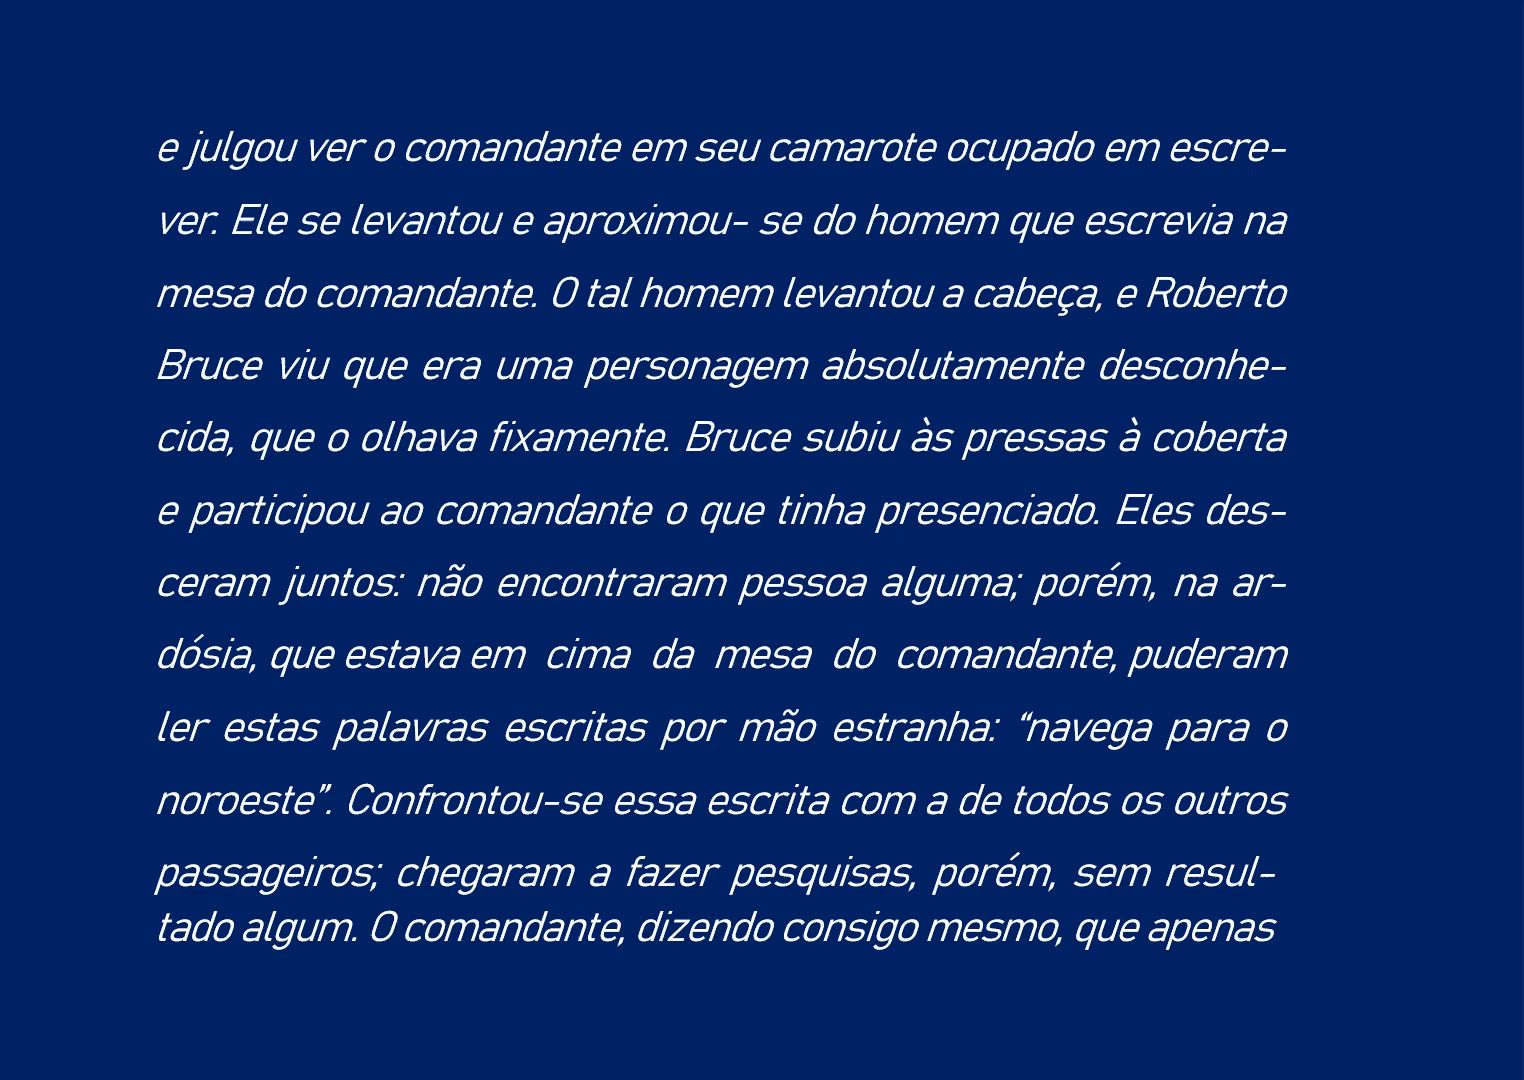 e julgou ver o comandante em seu camarote ocupado em escre-
ver. Ele se levantou e aproximou- se do homem que escrevia na
mesa do comandante. O tal homem levantou a cabeça, e Roberto
Bruce viu que era uma personagem absolutamente desconhe-
cida, que o olhava fixamente. Bruce subiu às pressas à coberta
e participou ao comandante o que tinha presenciado. Eles des-
ceram juntos: não encontraram pessoa alguma; porém, na ar-
dósia, que estava em cima da mesa do comandante, puderam
ler estas palavras escritas por mão estranha: “navega para o
noroeste”. Confrontou-se essa escrita com a de todos os outros
passageiros; chegaram a fazer pesquisas, porém, sem resul-
tado algum. O comandante, dizendo consigo mesmo, que apenas